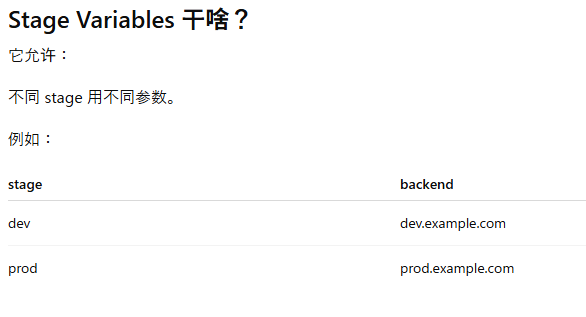 Stage Variables 干啥？
它允许：
不同 stage 用不同参数。
例如：
stage backend
dev dev.example.com
prod prod.example.com